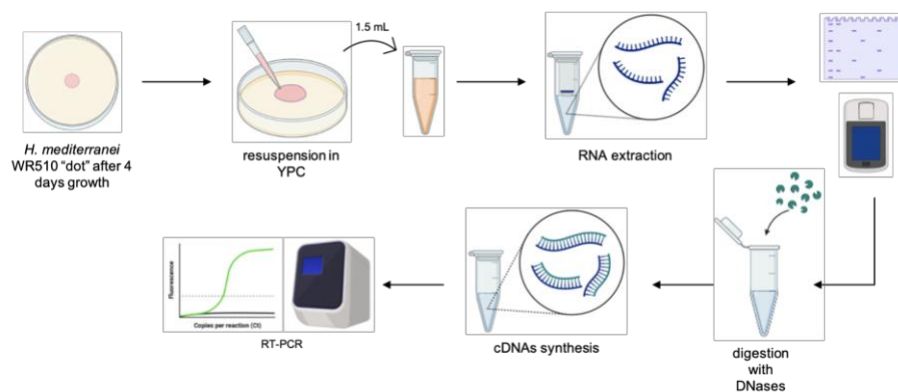 1.5 mL
H. mediterranei
WR510 “dot” after 4
days growth
resuspension in
YPC
RNA extraction
Fluorescence
Copies per reaction (Ct)
RT-PCR
cDNAs synthesis
digestion
with
DNases